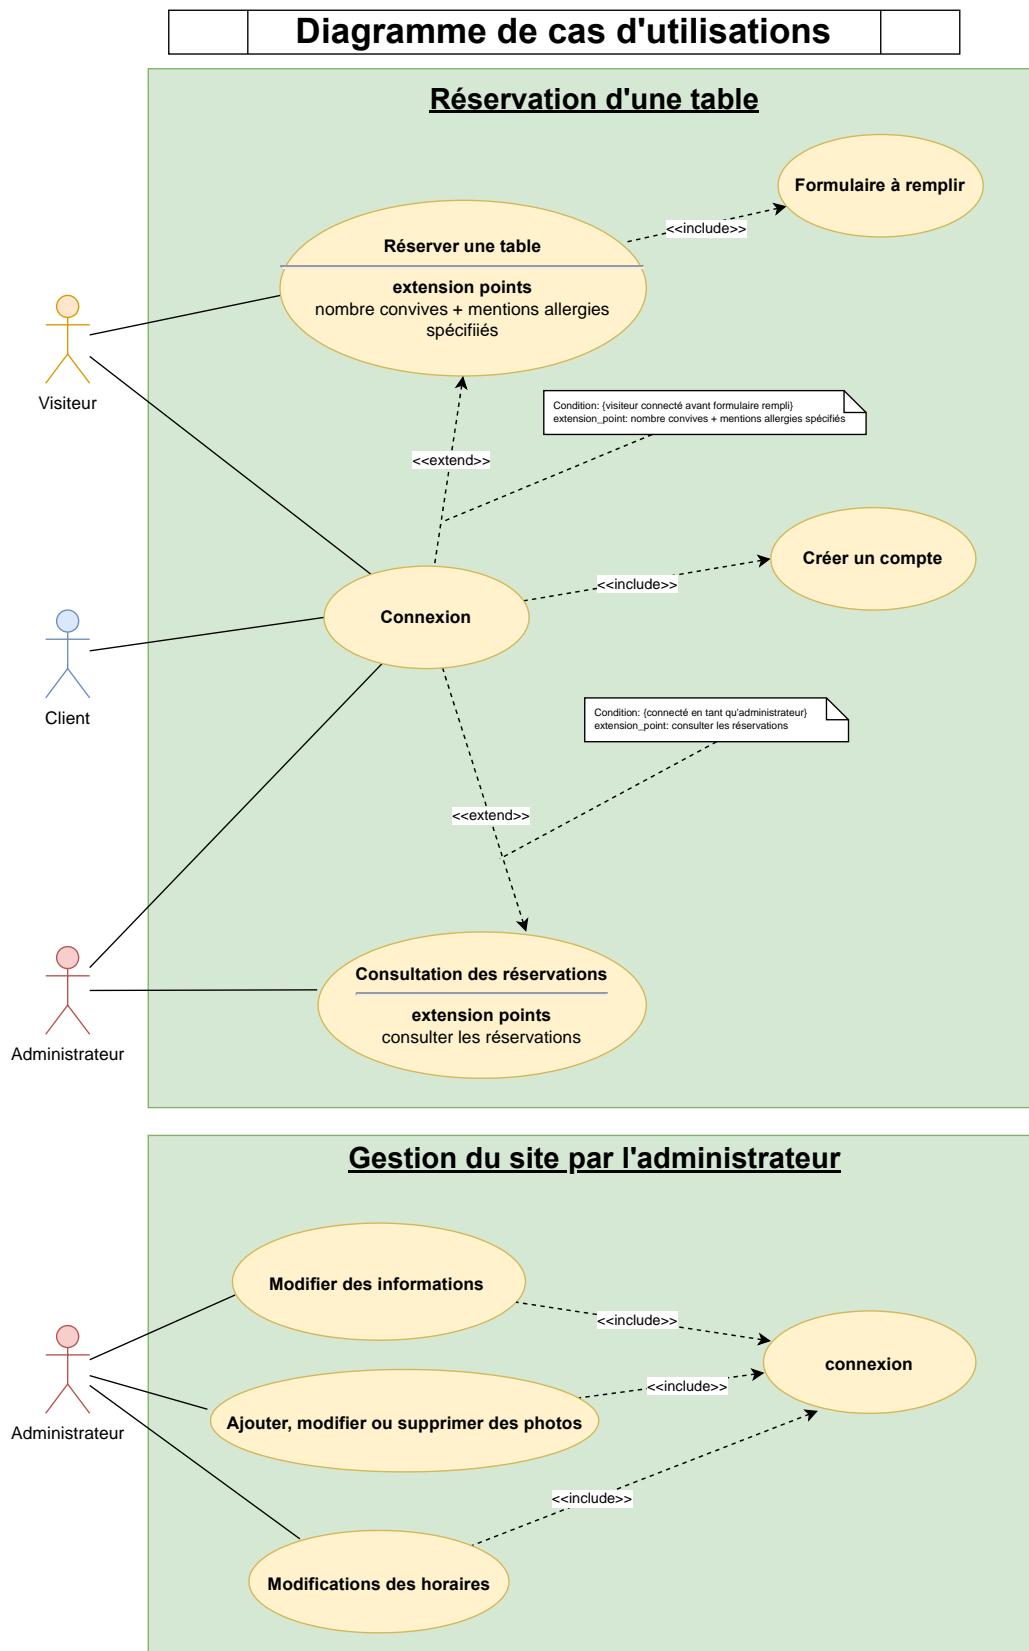 Diagramme de cas d'utilisations
Réservation d'une table
Formulaire à remplir
<<include>>
Réserver une table
extension points
nombre convives + mentions allergies
spécifiiés
Visiteur
Condition: {visiteur connecté avant formulaire rempli}
extension_point: nombre convives + mentions allergies spécifiés
<<extend>>
Créer un compte
<<include>>
Connexion
Client
Condition: {connecté en tant qu'administrateur}
extension_point: consulter les réservations
<<extend>>
Consultation des réservations
extension points
consulter les réservations
Administrateur
Gestion du site par l'administrateur
Modifier des informations
<<include>>
connexion
<<include>>
Ajouter, modifier ou supprimer des photos
Administrateur
<<include>>
Modifications des horaires